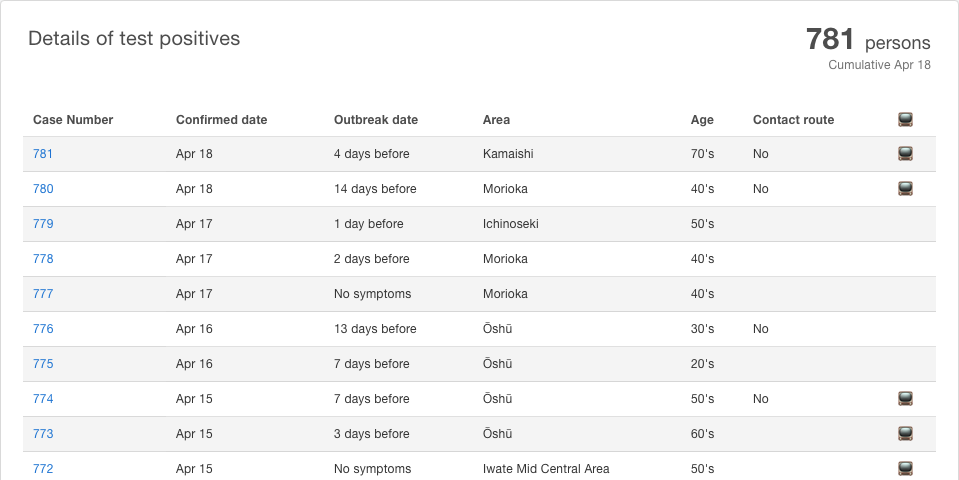 Details of test positives
781 persons
Cumulative Apr 18
Case Number Confirmed date Outbreak date Area Age Contact route
781 Apr 18 4 days before Kamaishi 70's No
780 Apr 18 14 days before Morioka 40's No
779 Apr 17 1 day before Ichinoseki 50's
778 Apr 17 2 days before Morioka 40's
777 Apr 17 No symptoms Morioka 40's
776 Apr 16 13 days before Ōshū 30's No
775 Apr 16 7 days before Ōshū 20's
774 Apr 15 7 days before Ōshū 50's No
773 Apr 15 3 days before Ōshū 60's
772 Apr 15 No symptoms Iwate Mid Central Area 50's